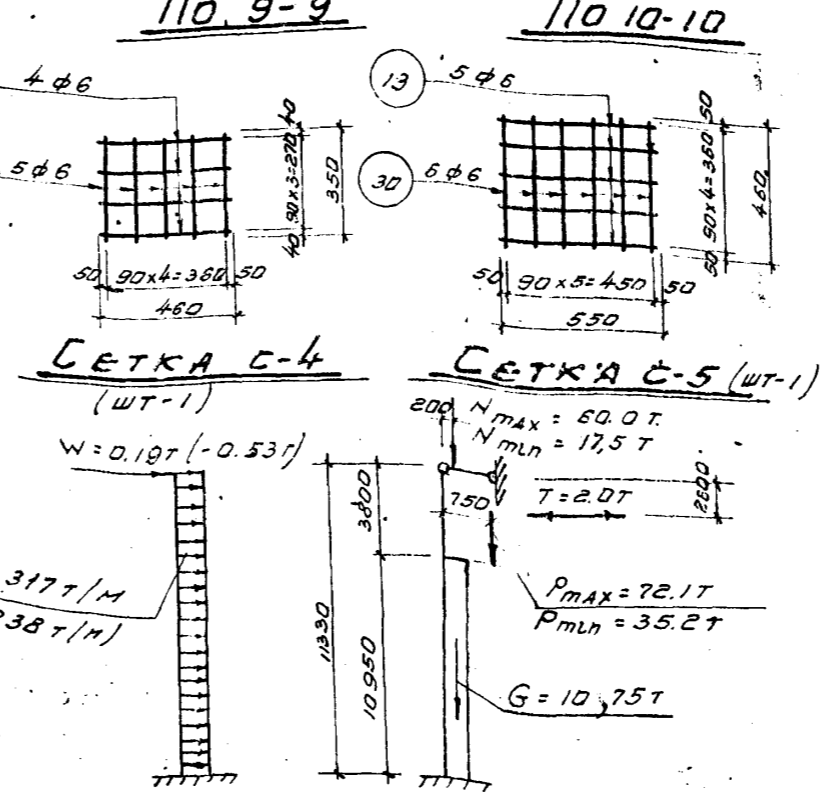 ПО 9-9
ПО 10-10
4ф6
5ф6
40
90х3=270
40
350
50
90х4=360
50
460
13
5ф6
30
6ф6
50
90х4=360
50
460
50
90х5=450
50
550
СЕТКА С-4
(шт-1)
СЕТКА С-5 (шт-1)
W=0.19т (-0.53т)
317 т/м
238 т/м)
200
Nmax = 60.0 т.
Nmin = 17,5 т
11330
3800
10950
750
T=2.0т
2600
Pmax=72.1т
Pmin=35.2т
G=10,75т